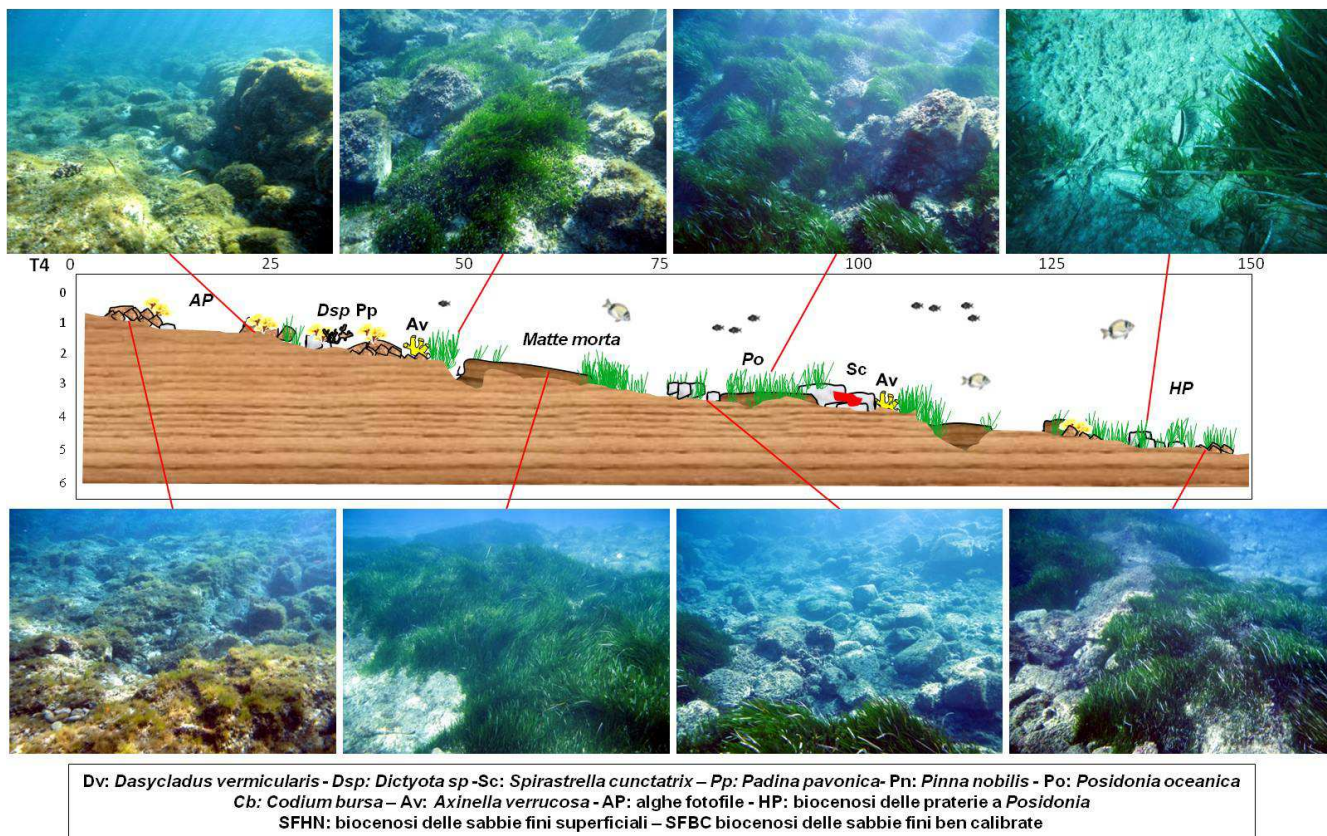 T4 0 25 50 75 100 125 150
0
1
2
3
4
5
6
AP
Dsp Pp
Av
Matte morta
Po
Sc
Av
HP
Dv: Dasycladus vermicularis - Dsp: Dictyota sp -Sc: Spirastrella cunctatrix – Pp: Padina pavonica- Pn: Pinna nobilis - Po: Posidonia oceanica
Cb: Codium bursa – Av: Axinella verrucosa - AP: alghe fotofile - HP: biocenosi delle praterie a Posidonia
SFHN: biocenosi delle sabbie fini superficiali – SFBC biocenosi delle sabbie fini ben calibrate